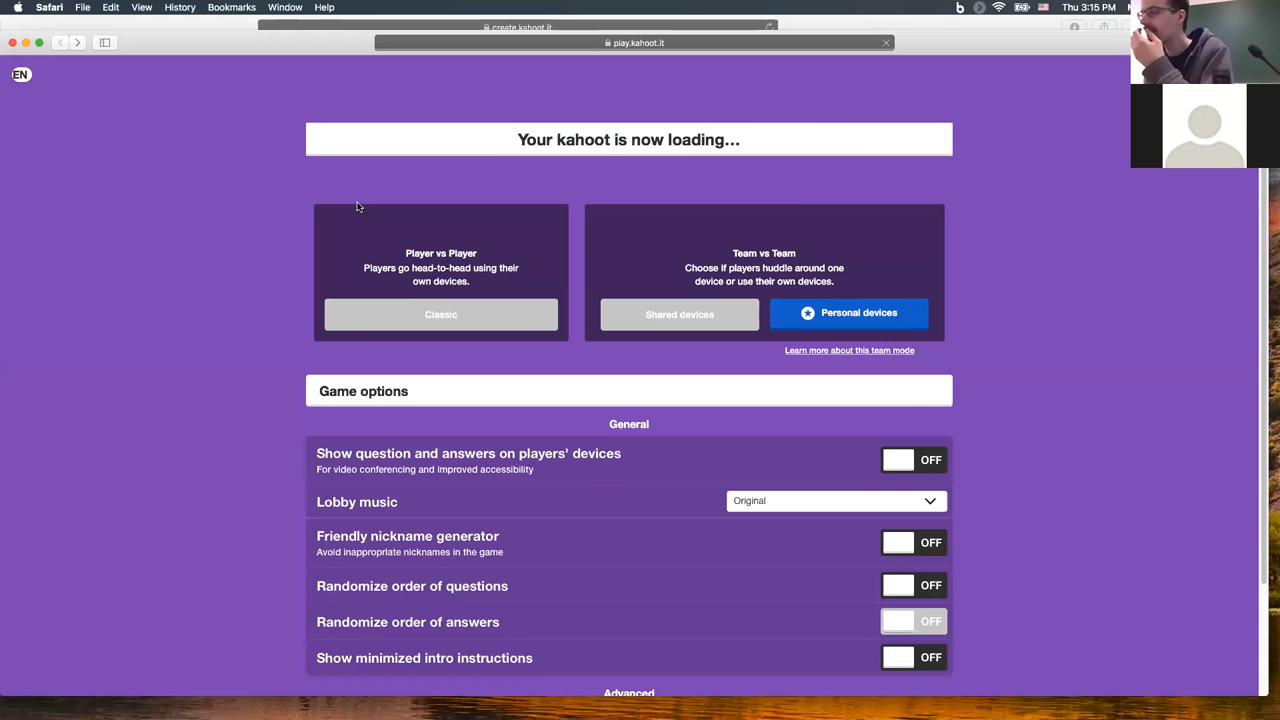 Safari File Edit View History Bookmarks Window Help Thu 3:15 PM
create.kahoot.it
play.kahoot.it
EN
Your kahoot is now loading...
Player vs Player
Players go head-to-head using their
own devices.
Classic
Team vs Team
Choose if players huddle around one
device or use their own devices.
Shared devices
Personal devices
Learn more about this team mode
Game options
General
Show question and answers on players' devices
For video conferencing and improved accessibility
OFF
Lobby music
Original
Friendly nickname generator
Avoid inappropriate nicknames in the game
OFF
Randomize order of questions
OFF
Randomize order of answers
OFF
Show minimized intro instructions
OFF
Advanced